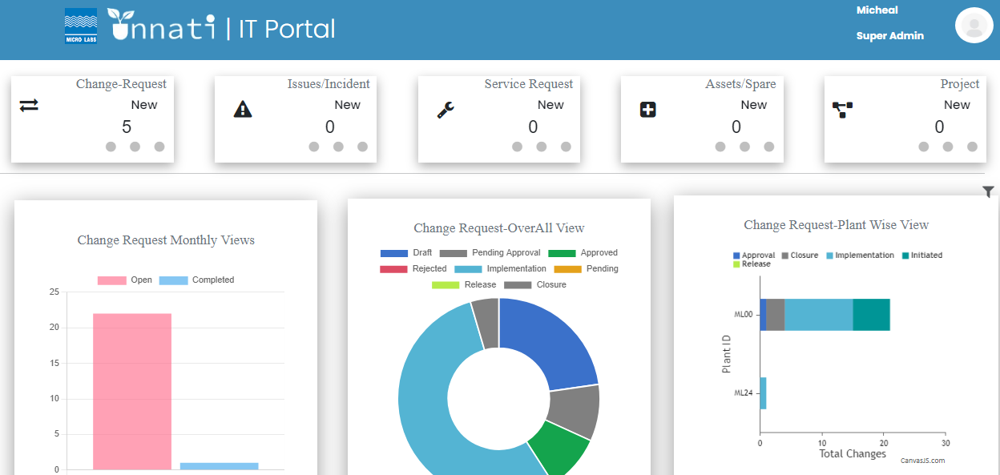 MICRO LABS
Unnati | IT Portal
Micheal
Super Admin
Change-Request
New
5
Issues/Incident
New
0
Service Request
New
0
Assets/Spare
New
0
Project
New
0
Change Request Monthly Views
Open Completed
25
20
15
10
5
0
Change Request-OverAll View
Draft Pending Approval Approved
Rejected Implementation Pending
Release Closure
Change Request-Plant Wise View
Approval Closure Implementation Initiated
Release
Plant ID
ML00
ML24
0 10 20 30
Total Changes
CanvasJS.com